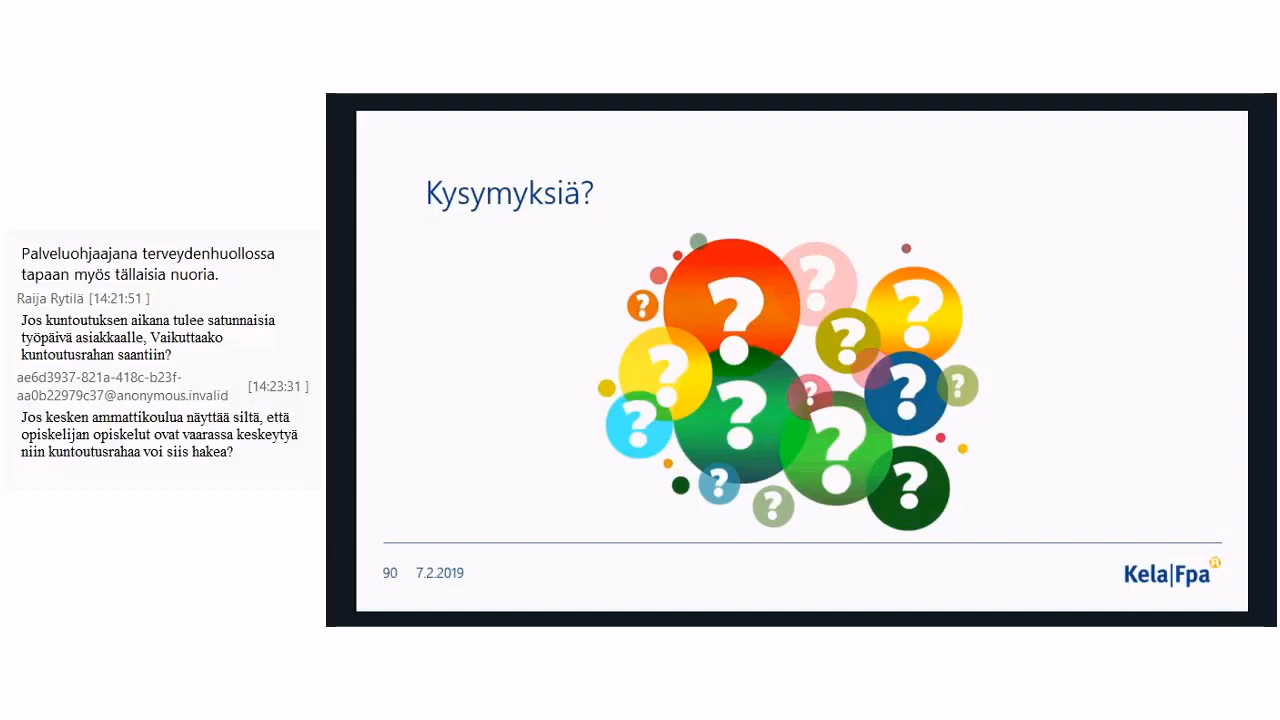 Palveluohjaajana terveydenhuollossa
tapaan myös tällaisia nuoria.
Raija Rytilä [14:21:51 ]
Jos kuntoutuksen aikana tulee satunnaisia
työpäivä asiakkaalle, Vaikuttaako
kuntoutusrahan saantiin?
ae6d3937-821a-418c-b23f-
aa0b22979c37@anonymous.invalid [14:23:31 ]
Jos kesken ammattikoulua näyttää siltä, että
opiskelijan opiskelut ovat vaarassa keskeytyä
niin kuntoutusrahaa voi siis hakea?
Kysymyksiä?
? ? ? ? ? ? ? ? ? ? ? ? ? ? ?
90 7.2.2019
Kela|Fpa